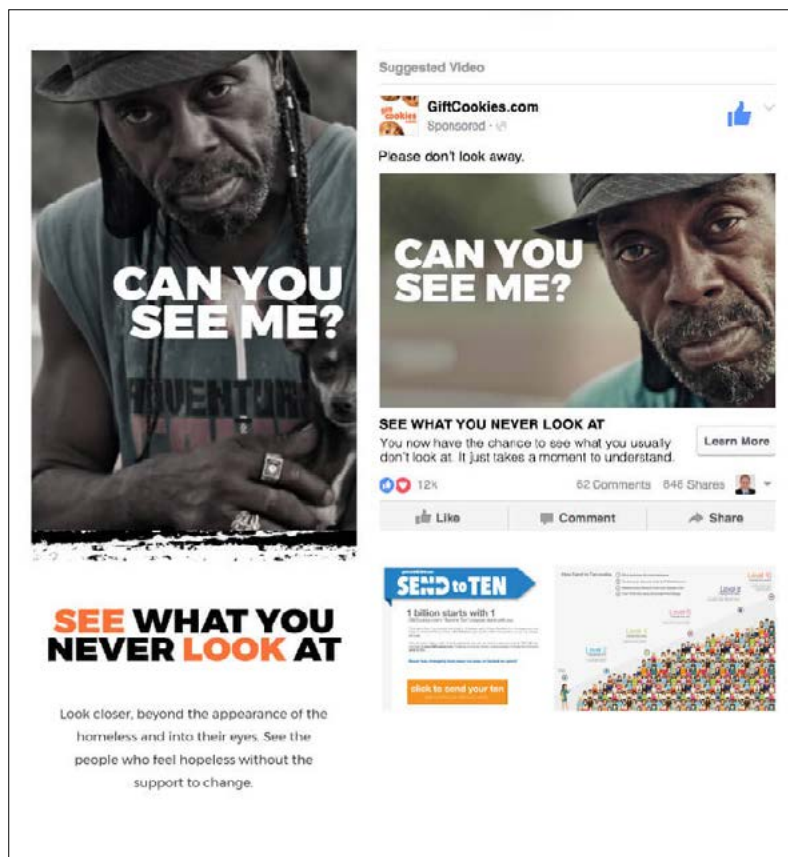 CAN YOU
SEE ME?
ADVENTURE
SEE WHAT YOU
NEVER LOOK AT
Look closer, beyond the appearance of the
homeless and into their eyes. See the
people who feel hopeless without the
support to change.
Suggested Video
gift
cookies
GiftCookies.com
Sponsored
Please don't look away.
CAN YOU
SEE ME?
SEE WHAT YOU NEVER LOOK AT
You now have the chance to see what you usually
don't look at. It just takes a moment to understand.
Learn More
12k
62 Comments
646 Shares
Like
Comment
Share
SEND to TEN
1 billion starts with 1
click to send your ten